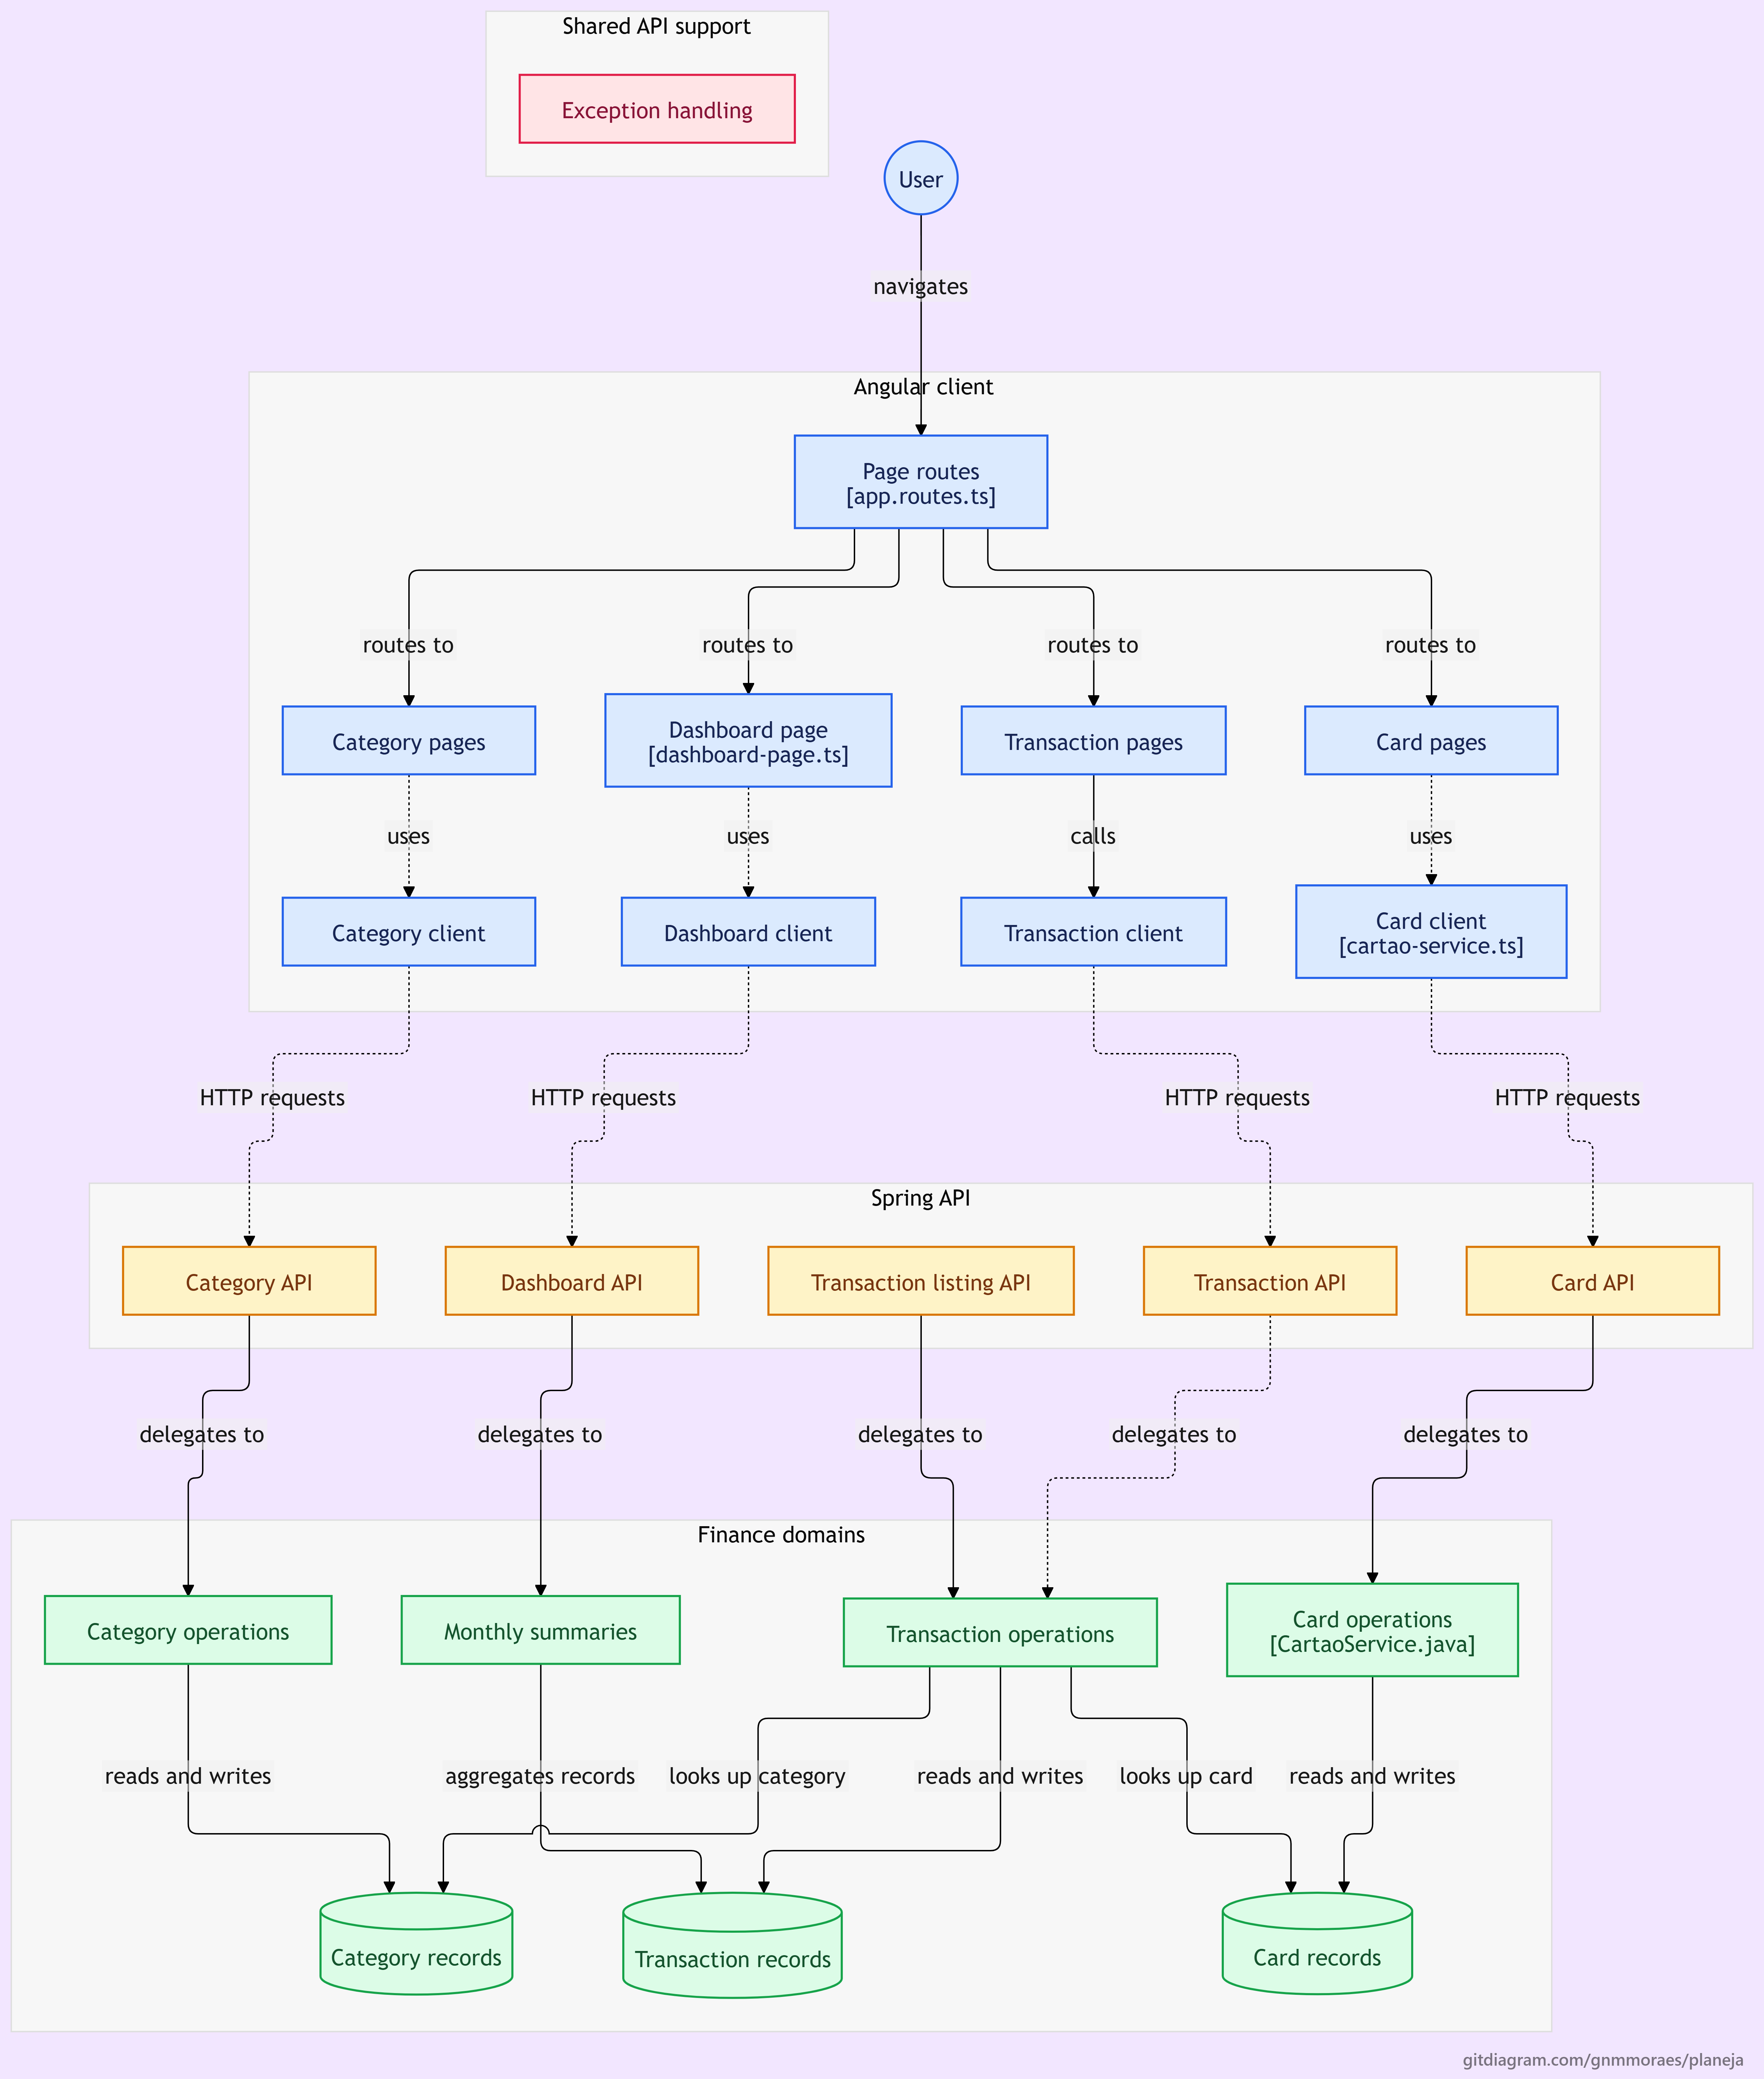 Shared API support
Exception handling
User
navigates
Angular client
Page routes
[app.routes.ts]
routes to
routes to
routes to
routes to
Category pages
Dashboard page
[dashboard-page.ts]
Transaction pages
Card pages
uses
uses
calls
uses
Category client
Dashboard client
Transaction client
Card client
[cartao-service.ts]
HTTP requests
HTTP requests
HTTP requests
HTTP requests
Spring API
Category API
Dashboard API
Transaction listing API
Transaction API
Card API
delegates to
delegates to
delegates to
delegates to
delegates to
Finance domains
Category operations
Monthly summaries
Transaction operations
Card operations
[CartaoService.java]
reads and writes
aggregates records
looks up category
reads and writes
looks up card
reads and writes
Category records
Transaction records
Card records
gitdiagram.com/gnmmoraes/planeja